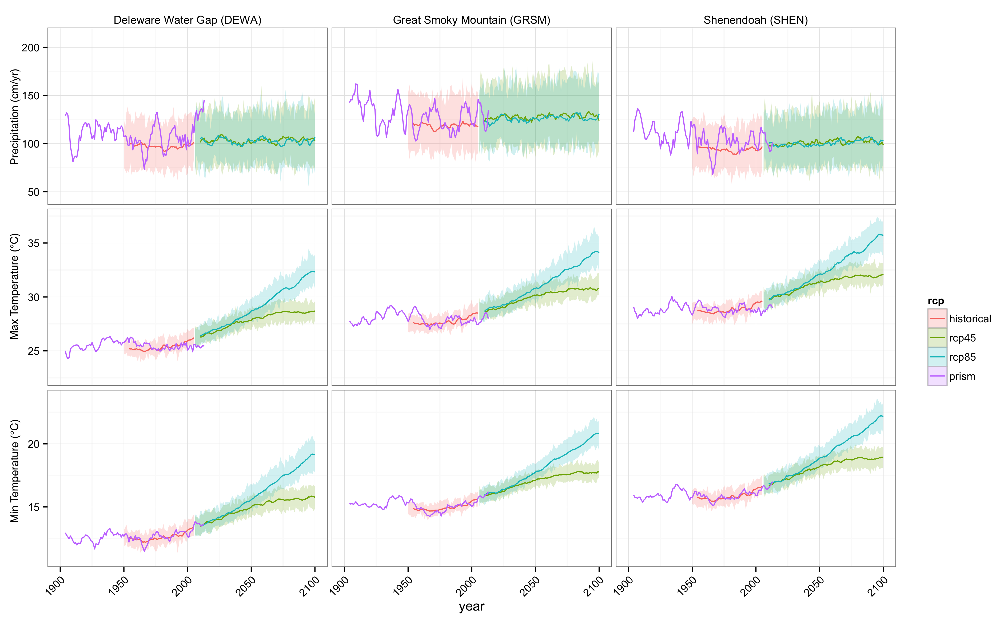 Deleware Water Gap (DEWA)
Great Smoky Mountain (GRSM)
Shenendoah (SHEN)
Precipitation (cm/yr)
200
150
100
50
Max Temperature (°C)
35
30
25
Min Temperature (°C)
20
15
1900
1950
2000
2050
2100
1900
1950
2000
2050
2100
1900
1950
2000
2050
2100
year
rcp
historical
rcp45
rcp85
prism